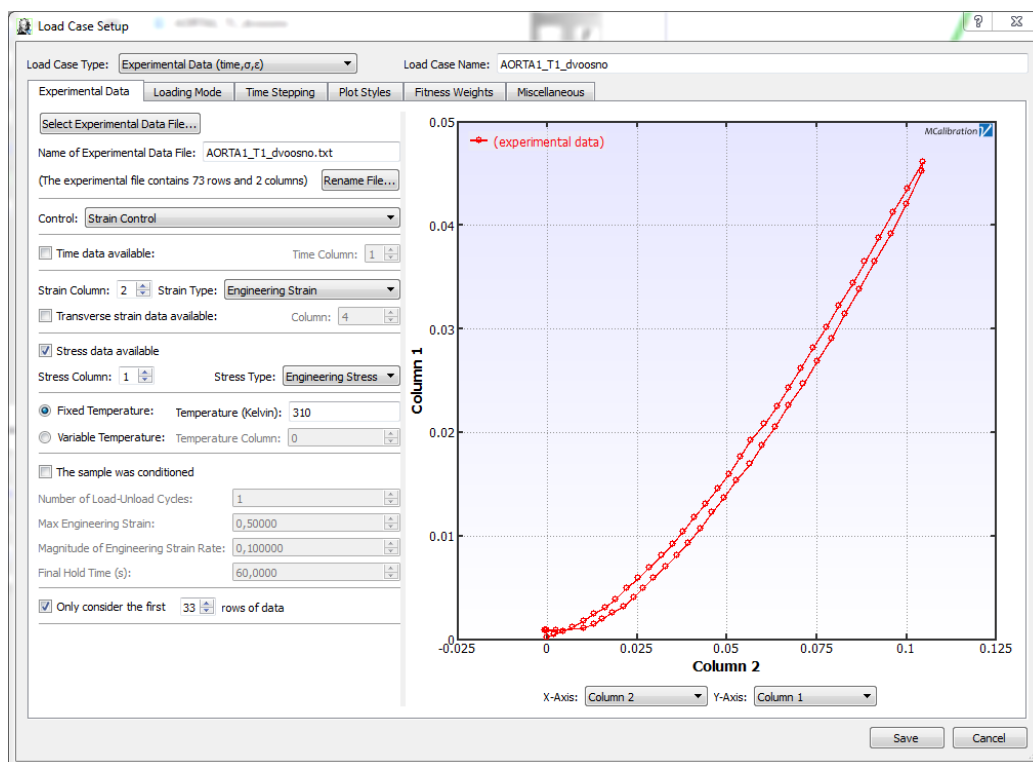 Load Case Setup
Load Case Type: Experimental Data (time,σ,ε) Load Case Name: AORTA1_T1_dvoosno
Experimental Data Loading Mode Time Stepping Plot Styles Fitness Weights Miscellaneous
Select Experimental Data File...
Name of Experimental Data File: AORTA1_T1_dvoosno.txt
(The experimental file contains 73 rows and 2 columns) Rename File...
Control: Strain Control
Time data available: Time Column: 1
Strain Column: 2 Strain Type: Engineering Strain
Transverse strain data available: Column: 4
Stress data available
Stress Column: 1 Stress Type: Engineering Stress
Fixed Temperature: Temperature (Kelvin): 310
Variable Temperature: Temperature Column: 0
The sample was conditioned
Number of Load-Unload Cycles: 1
Max Engineering Strain: 0,50000
Magnitude of Engineering Strain Rate: 0,100000
Final Hold Time (s): 60,0000
Only consider the first 33 rows of data
MCalibration
(experimental data)
0.05
0.04
0.03
0.02
0.01
0
Column 1
-0.025 0 0.025 0.05 0.075 0.1 0.125
Column 2
X-Axis: Column 2 Y-Axis: Column 1
Save Cancel